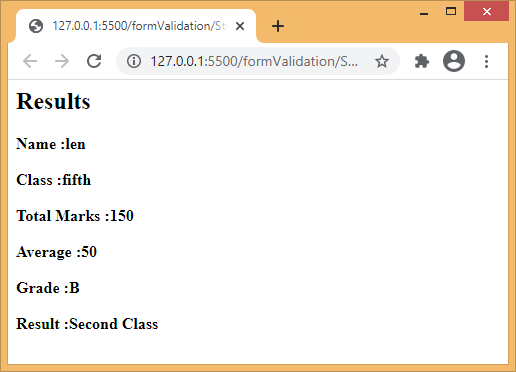 127.0.0.1:5500/formValidation/St
127.0.0.1:5500/formValidation/S...
Results
Name :len
Class :fifth
Total Marks :150
Average :50
Grade :B
Result :Second Class